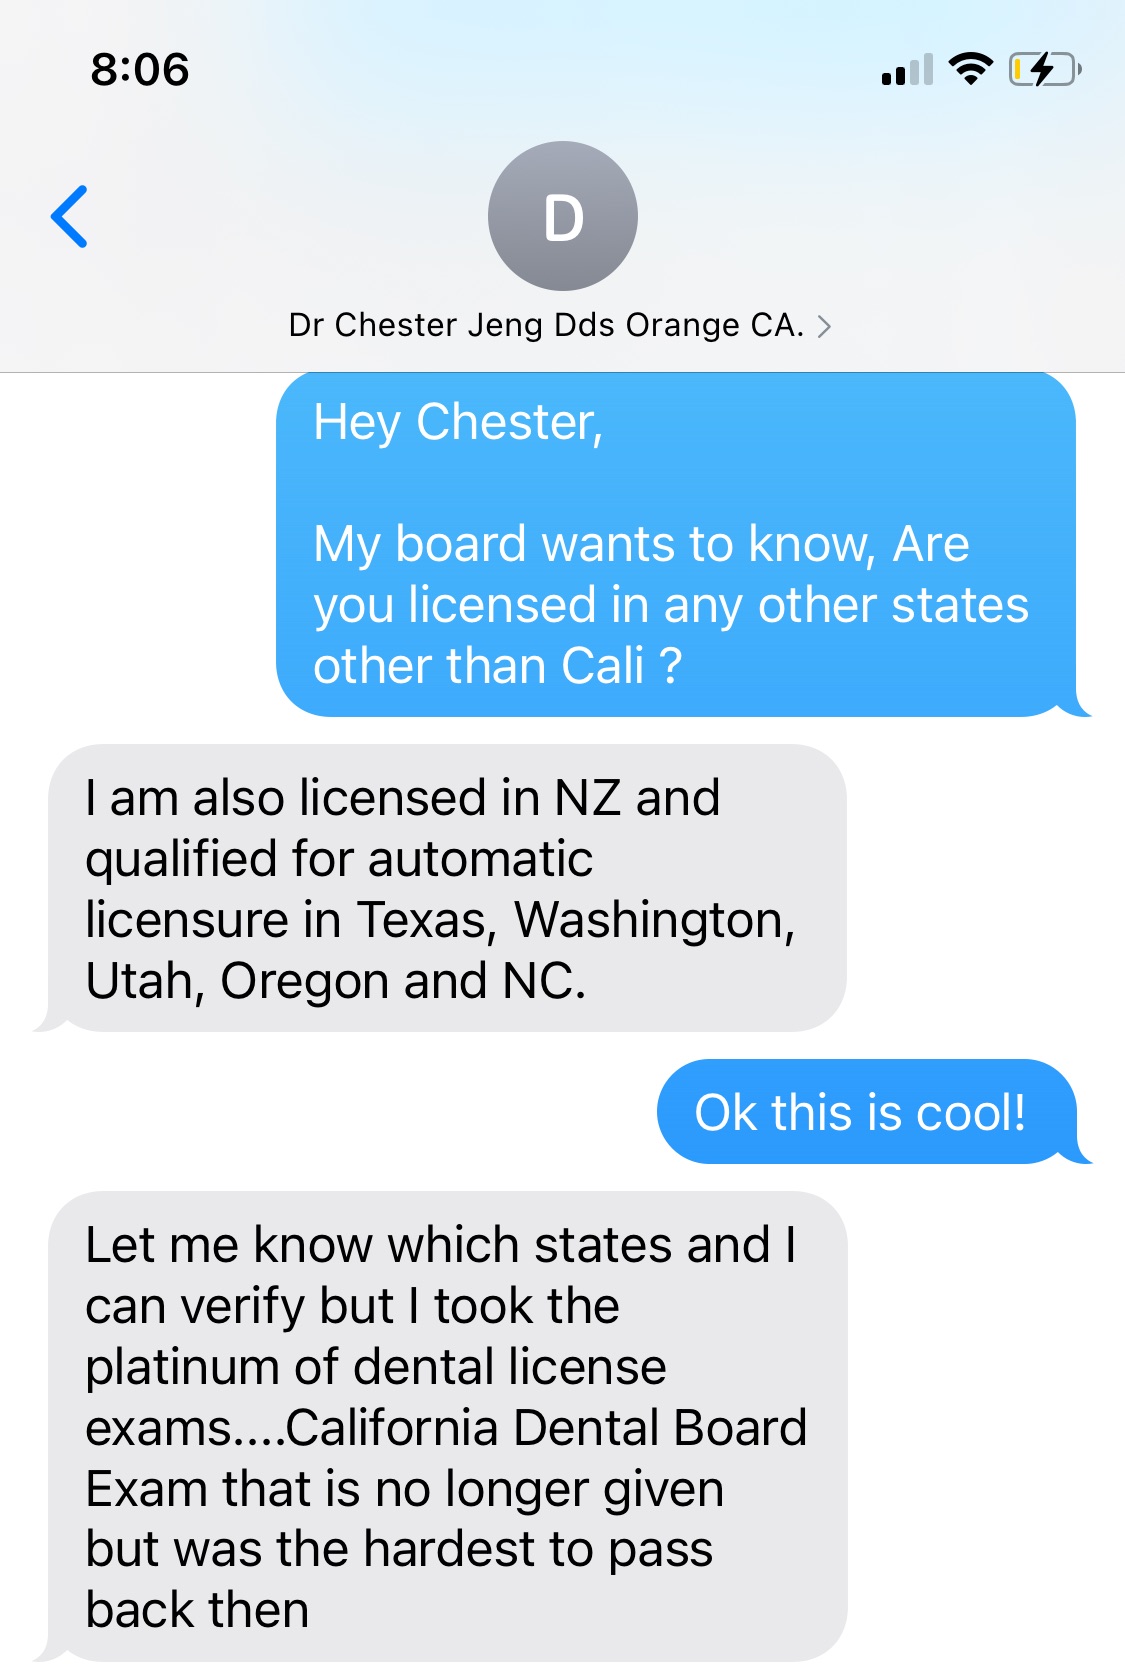 8:06
D
Dr Chester Jeng Dds Orange CA.
Hey Chester,
My board wants to know, Are
you licensed in any other states
other than Cali ?
I am also licensed in NZ and
qualified for automatic
licensure in Texas, Washington,
Utah, Oregon and NC.
Ok this is cool!
Let me know which states and I
can verify but I took the
platinum of dental license
exams....California Dental Board
Exam that is no longer given
but was the hardest to pass
back then